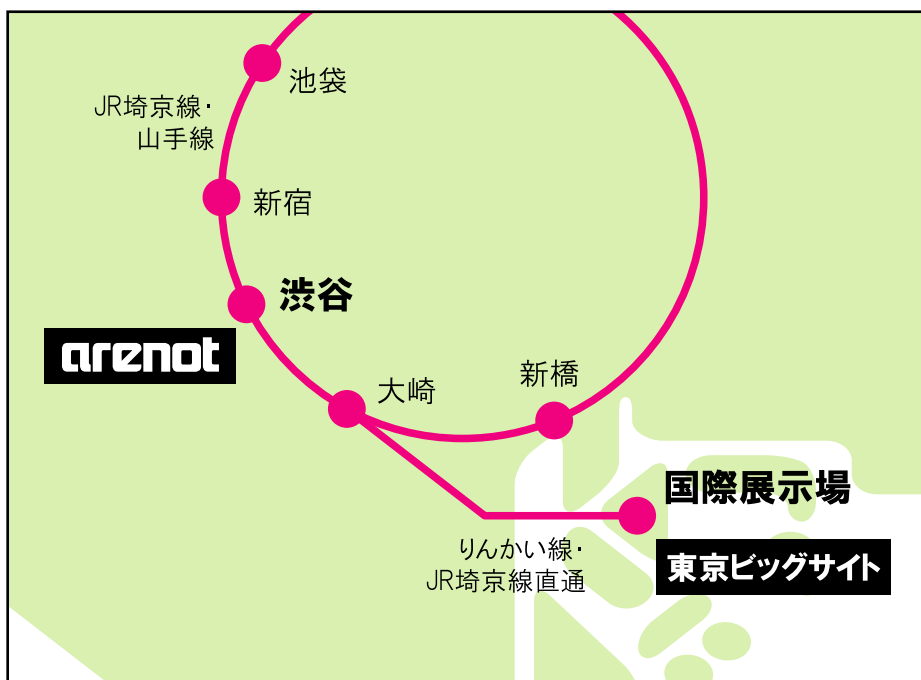 池袋
JR埼京線・
山手線
新宿
渋谷
arenot
大崎
新橋
国際展示場
東京ビッグサイト
りんかい線・
JR埼京線直通